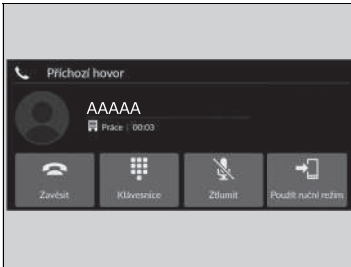 Příchozí hovor
AAAAA
Práce 00:03
Zavěsit
Klávesnice
Ztlumit
Použít ruční režim